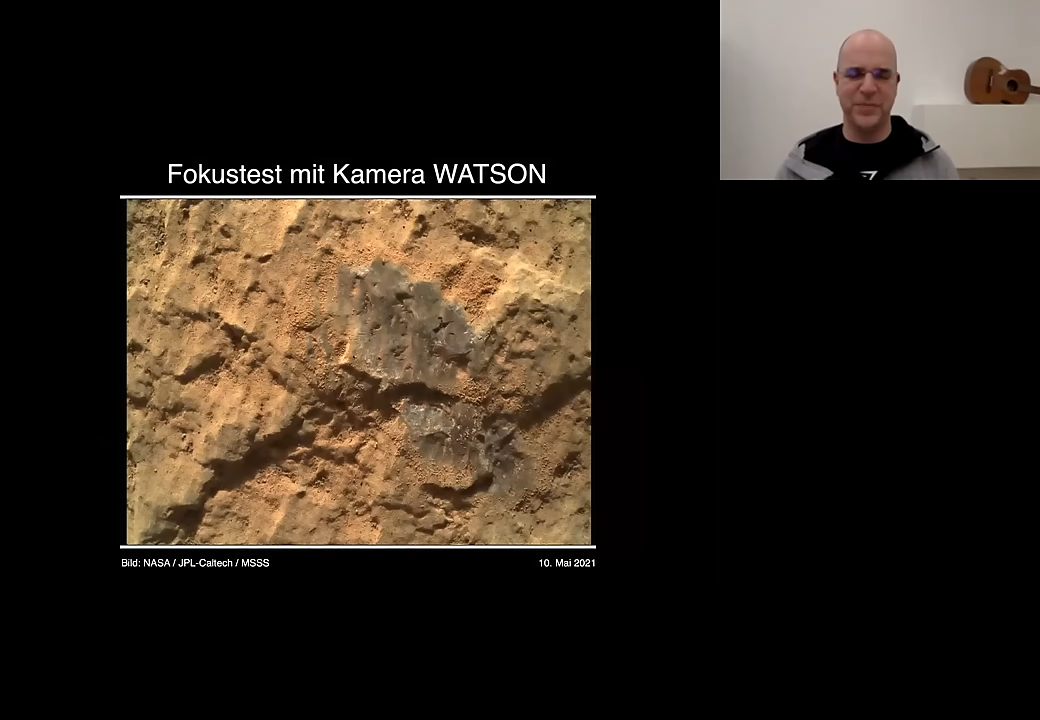 Fokustest mit Kamera WATSON
Bild: NASA / JPL-Caltech / MSSS
10. Mai 2021